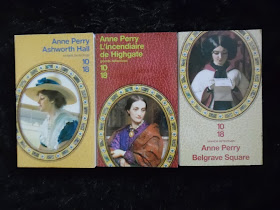 Anne Perry
Ashworth Hall
10
18
Anne Perry
L'incendiaire
de Highgate
10
18
10
18
Anne Perry
Belgrave Square